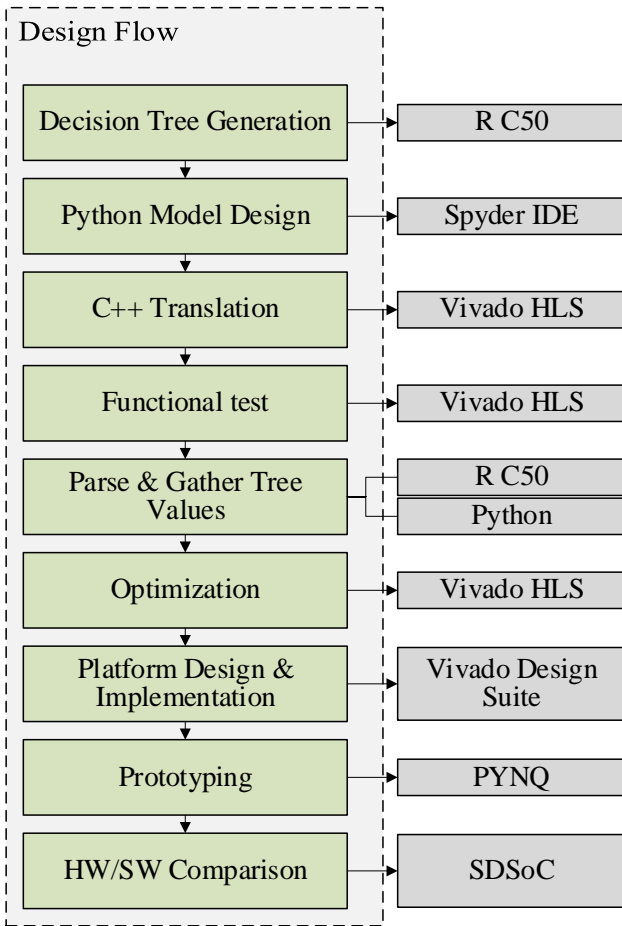 Design Flow
Decision Tree Generation
R C50
Python Model Design
Spyder IDE
C++ Translation
Vivado HLS
Functional test
Vivado HLS
Parse & Gather Tree
Values
R C50
Python
Optimization
Vivado HLS
Platform Design &
Implementation
Vivado Design
Suite
Prototyping
PYNQ
HW/SW Comparison
SDSoC